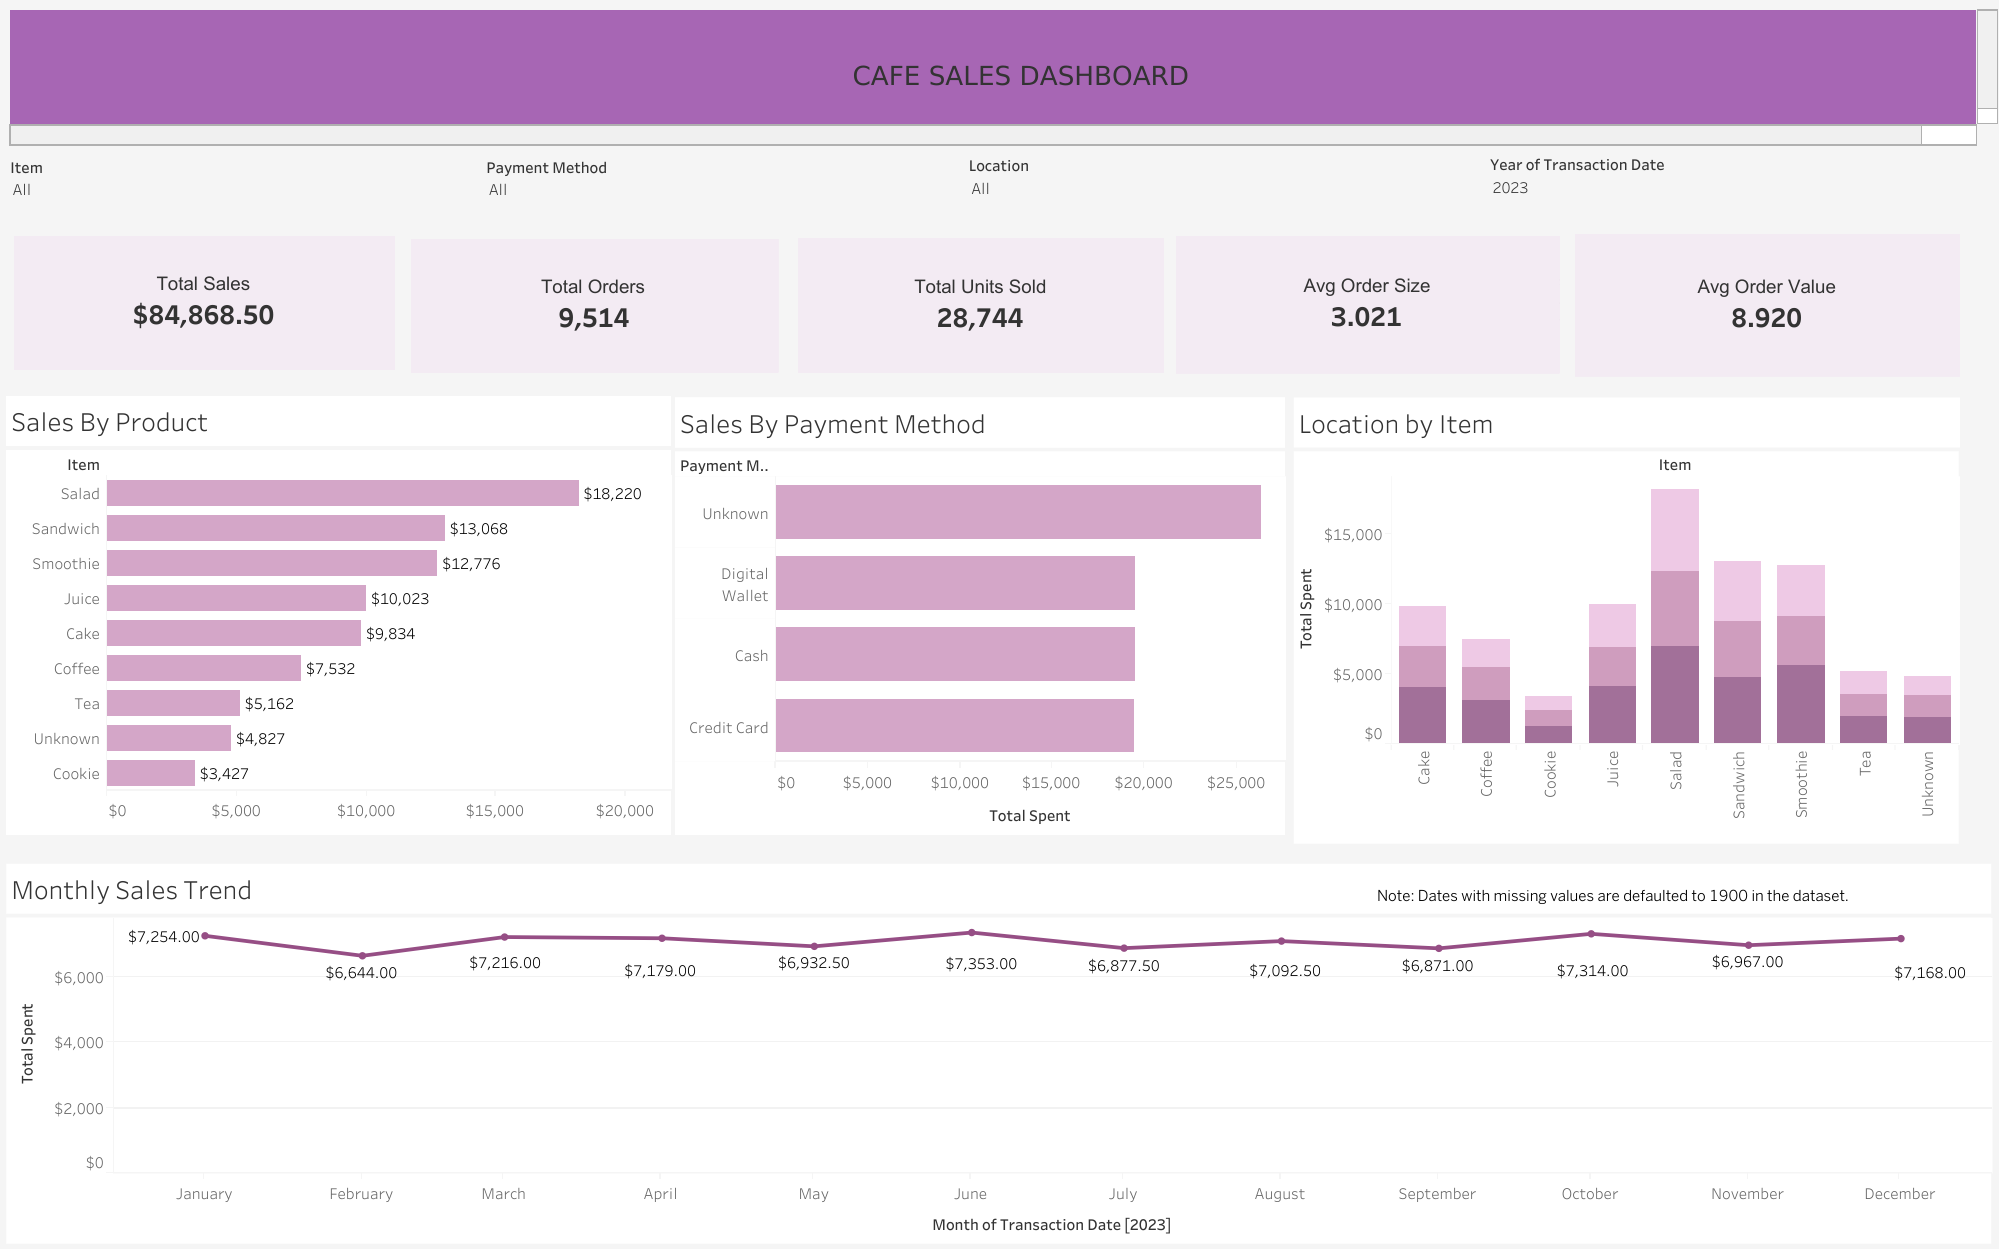 CAFE SALES DASHBOARD
Item
All
Payment Method
All
Location
All
Year of Transaction Date
2023
Total Sales
$84,868.50
Total Orders
9,514
Total Units Sold
28,744
Avg Order Size
3.021
Avg Order Value
8.920
Sales By Product
Item
Salad
$18,220
Sandwich
$13,068
Smoothie
$12,776
Juice
$10,023
Cake
$9,834
Coffee
$7,532
Tea
$5,162
Unknown
$4,827
Cookie
$3,427
$0
$5,000
$10,000
$15,000
$20,000
Sales By Payment Method
Payment M..
Unknown
Digital
Wallet
Cash
Credit Card
$0
$5,000
$10,000
$15,000
$20,000
$25,000
Total Spent
Location by Item
Item
Total Spent
$15,000
$10,000
$5,000
$0
Cake
Coffee
Cookie
Juice
Salad
Sandwich
Smoothie
Tea
Unknown
Monthly Sales Trend
Note: Dates with missing values are defaulted to 1900 in the dataset.
Total Spent
$6,000
$4,000
$2,000
$0
$7,254.00
$6,644.00
$7,216.00
$7,179.00
$6,932.50
$7,353.00
$6,877.50
$7,092.50
$6,871.00
$7,314.00
$6,967.00
$7,168.00
January
February
March
April
May
June
July
August
September
October
November
December
Month of Transaction Date [2023]